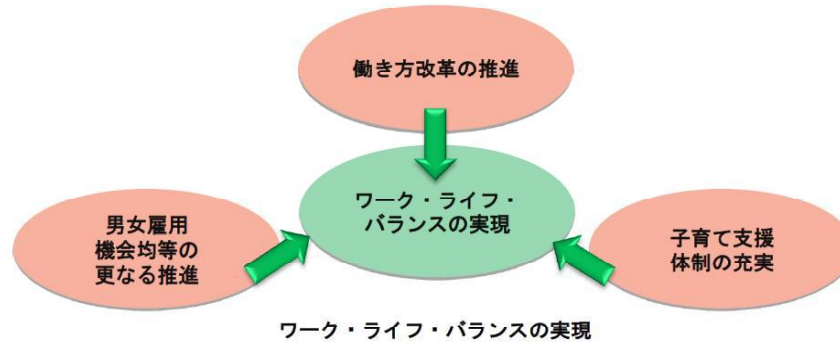 働き方改革の推進
ワーク・ライフ・
バランスの実現
男女雇用
機会均等の
更なる推進
子育て支援
体制の充実
ワーク・ライフ・バランスの実現